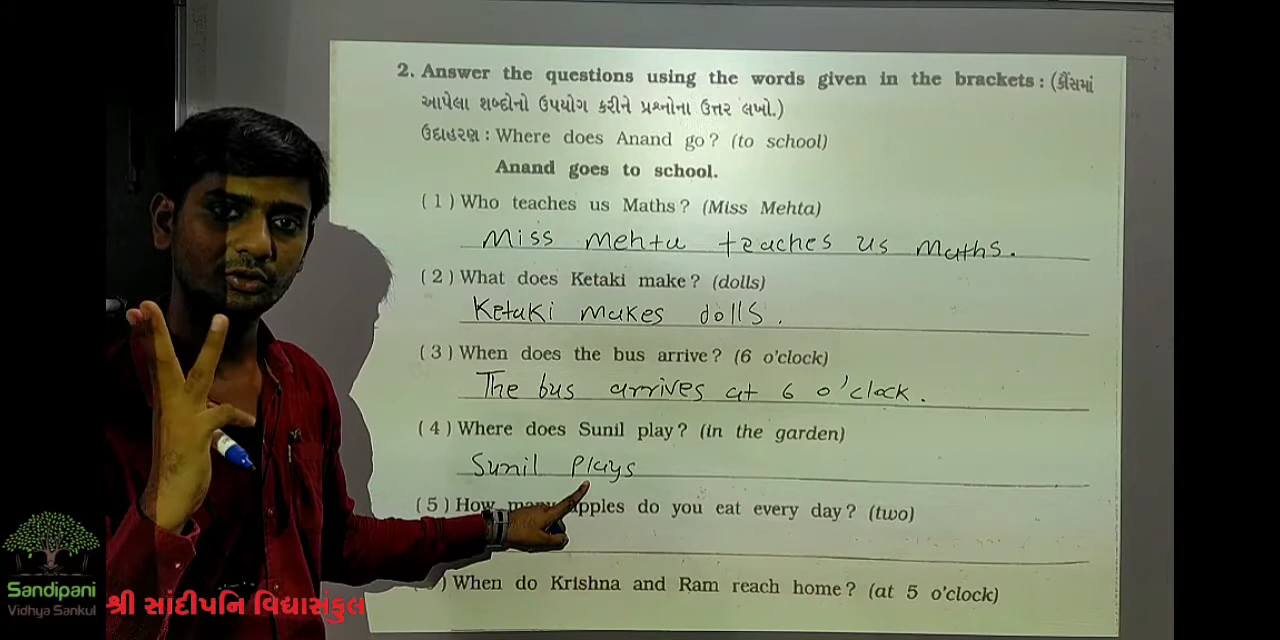 2. Answer the questions using the words given in the brackets : (કૌંસમાં
આપેલા શબ્દોનો ઉપયોગ કરીને પ્રશ્નોના ઉત્તર લખો.)
ઉદાહરણ : Where does Anand go? (to school)
Anand goes to school.
( 1 ) Who teaches us Maths? (Miss Mehta)
Miss Mehta teaches us Maths.
( 2 ) What does Ketaki make? (dolls)
Ketaki makes dolls.
( 3 ) When does the bus arrive? (6 o'clock)
The bus arrives at 6 o'clock.
( 4 ) Where does Sunil play? (in the garden)
Sunil Plays
( 5 ) How many apples do you eat every day? (two)
) When do Krishna and Ram reach home? (at 5 o'clock)
Sandipani
Vidhya Sankul
શ્રી સાંદીપનિ વિદ્યાસંકુલ